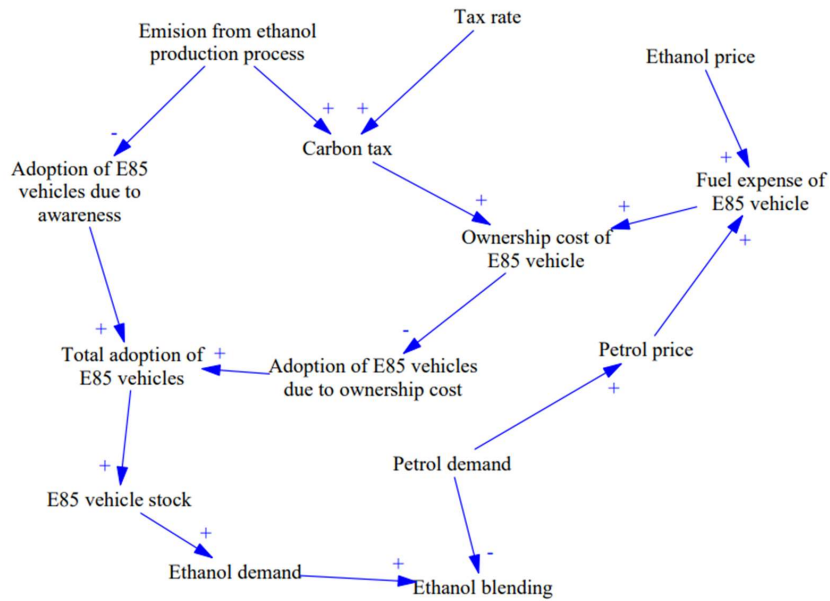 Emision from ethanol
production process
Tax rate
Ethanol price
-
+
+
Carbon tax
+
Adoption of E85
vehicles due to
awareness
Fuel expense of
E85 vehicle
+
+
+
Ownership cost of
E85 vehicle
-
+
Total adoption of
E85 vehicles
+
Adoption of E85 vehicles
due to ownership cost
Petrol price
+
Petrol demand
+
E85 vehicle stock
+
Ethanol demand
+
-
Ethanol blending